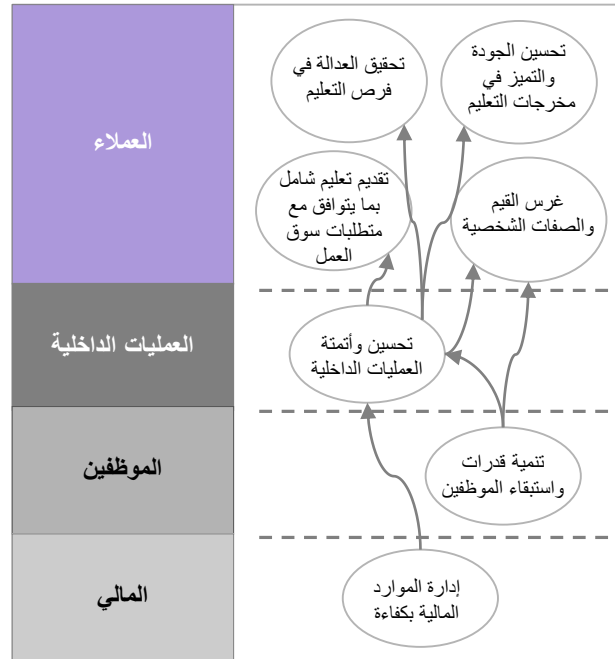 العملاء
تحسين الجودة
والتميز في
مخرجات التعليم
تحقيق العدالة في
فرص التعليم
غرس القيم
والصفات الشخصية
تقديم تعليم شامل
بما يتوافق مع
متطلبات سوق
العمل
العمليات الداخلية
تحسين وأتمتة
العمليات الداخلية
الموظفين
تنمية قدرات
واستبقاء الموظفين
المالي
إدارة الموارد
المالية بكفاءة